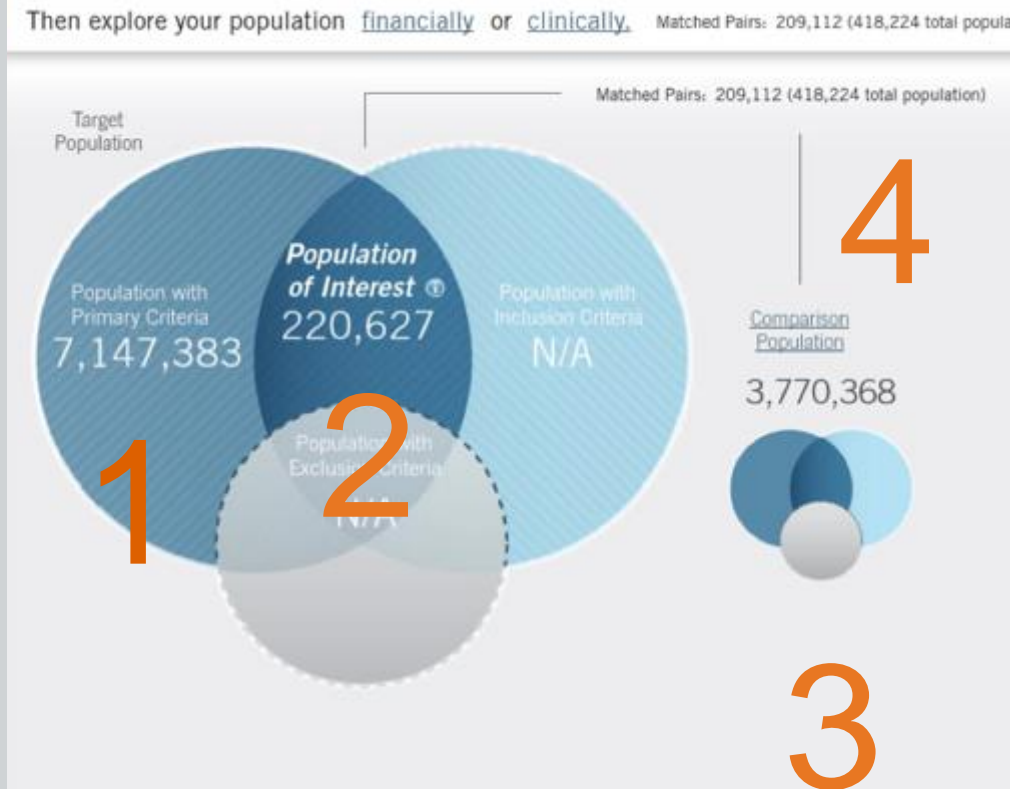 Then explore your population financially or clinically. Matched Pairs: 209,112 (418,224 total popula
Matched Pairs: 209,112 (418,224 total population)
Target
Population
4
Population
of Interest ①
220,627
Population with
Primary Criteria
7,147,383
Population with
Inclusion Criteria
N/A
Comparison
Population
3,770,368
1
2
Population with
Exclusion Criteria
N/A
3